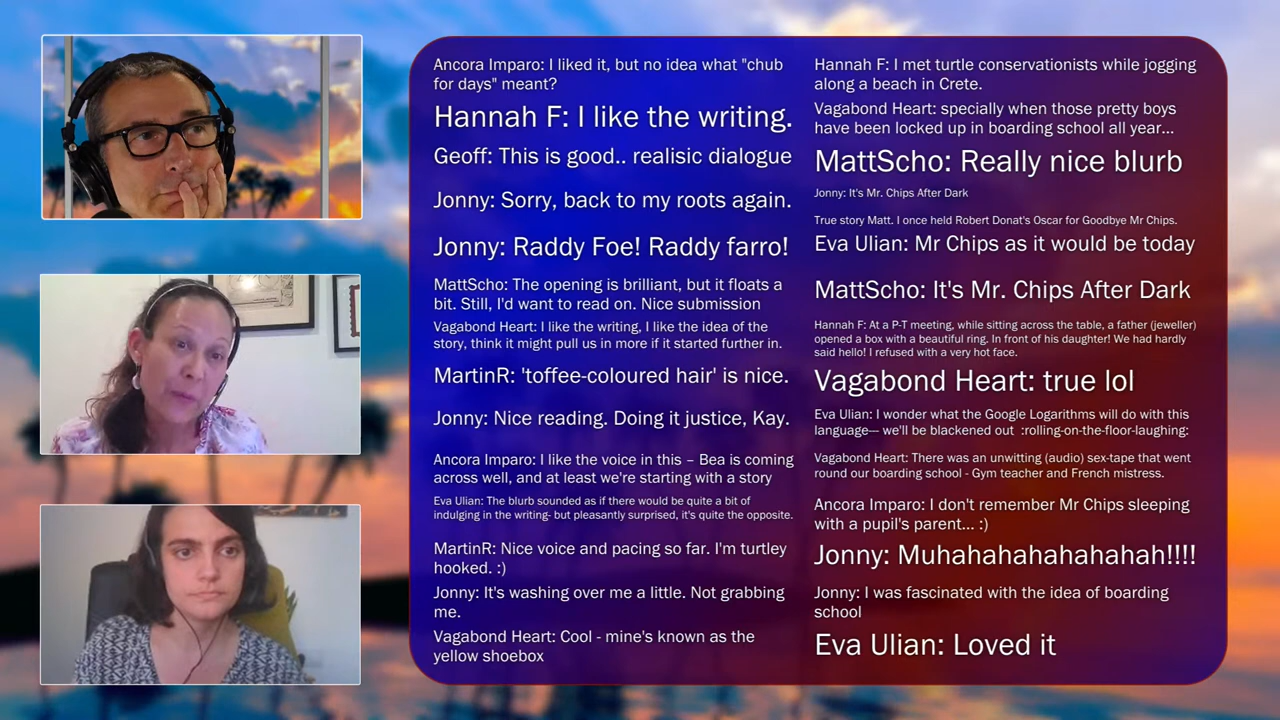 Ancora Imparo: I liked it, but no idea what "chub
for days" meant?
Hannah F: I like the writing.
Geoff: This is good.. realisic dialogue
Jonny: Sorry, back to my roots again.
Jonny: Raddy Foe! Raddy farro!
MattScho: The opening is brilliant, but it floats a
bit. Still, I'd want to read on. Nice submission
Vagabond Heart: I like the writing, I like the idea of the
story, think it might pull us in more if it started further in.
MartinR: 'toffee-coloured hair' is nice.
Jonny: Nice reading. Doing it justice, Kay.
Ancora Imparo: I like the voice in this – Bea is coming
across well, and at least we're starting with a story
Eva Ulian: The blurb sounded as if there would be quite a bit of
indulging in the writing- but pleasantly surprised, it's quite the opposite.
MartinR: Nice voice and pacing so far. I'm turtley
hooked. :)
Jonny: It's washing over me a little. Not grabbing
me.
Vagabond Heart: Cool - mine's known as the
yellow shoebox
Hannah F: I met turtle conservationists while jogging
along a beach in Crete.
Vagabond Heart: specially when those pretty boys
have been locked up in boarding school all year...
MattScho: Really nice blurb
Jonny: It's Mr. Chips After Dark
True story Matt. I once held Robert Donat's Oscar for Goodbye Mr Chips.
Eva Ulian: Mr Chips as it would be today
MattScho: It's Mr. Chips After Dark
Hannah F: At a P-T meeting, while sitting across the table, a father (jeweller)
opened a box with a beautiful ring. In front of his daughter! We had hardly
said hello! I refused with a very hot face.
Vagabond Heart: true lol
Eva Ulian: I wonder what the Google Logarithms will do with this
language–- we'll be blackened out  :rolling-on-the-floor-laughing:
Vagabond Heart: There was an unwitting (audio) sex-tape that went
round our boarding school - Gym teacher and French mistress.
Ancora Imparo: I don't remember Mr Chips sleeping
with a pupil's parent... :)
Jonny: Muhahahahahahahah!!!!
Jonny: I was fascinated with the idea of boarding
school
Eva Ulian: Loved it